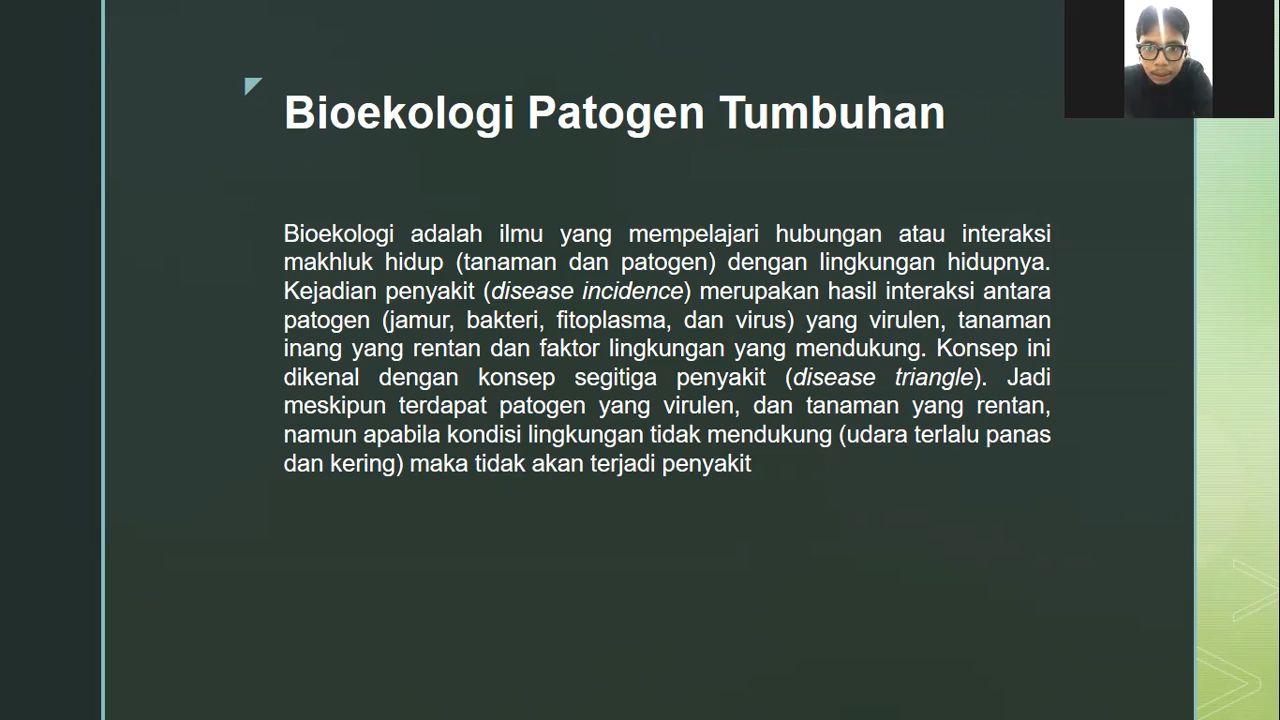 Bioekologi Patogen Tumbuhan
Bioekologi adalah ilmu yang mempelajari hubungan atau interaksi
makhluk hidup (tanaman dan patogen) dengan lingkungan hidupnya.
Kejadian penyakit (disease incidence) merupakan hasil interaksi antara
patogen (jamur, bakteri, fitoplasma, dan virus) yang virulen, tanaman
inang yang rentan dan faktor lingkungan yang mendukung. Konsep ini
dikenal dengan konsep segitiga penyakit (disease triangle). Jadi
meskipun terdapat patogen yang virulen, dan tanaman yang rentan,
namun apabila kondisi lingkungan tidak mendukung (udara terlalu panas
dan kering) maka tidak akan terjadi penyakit